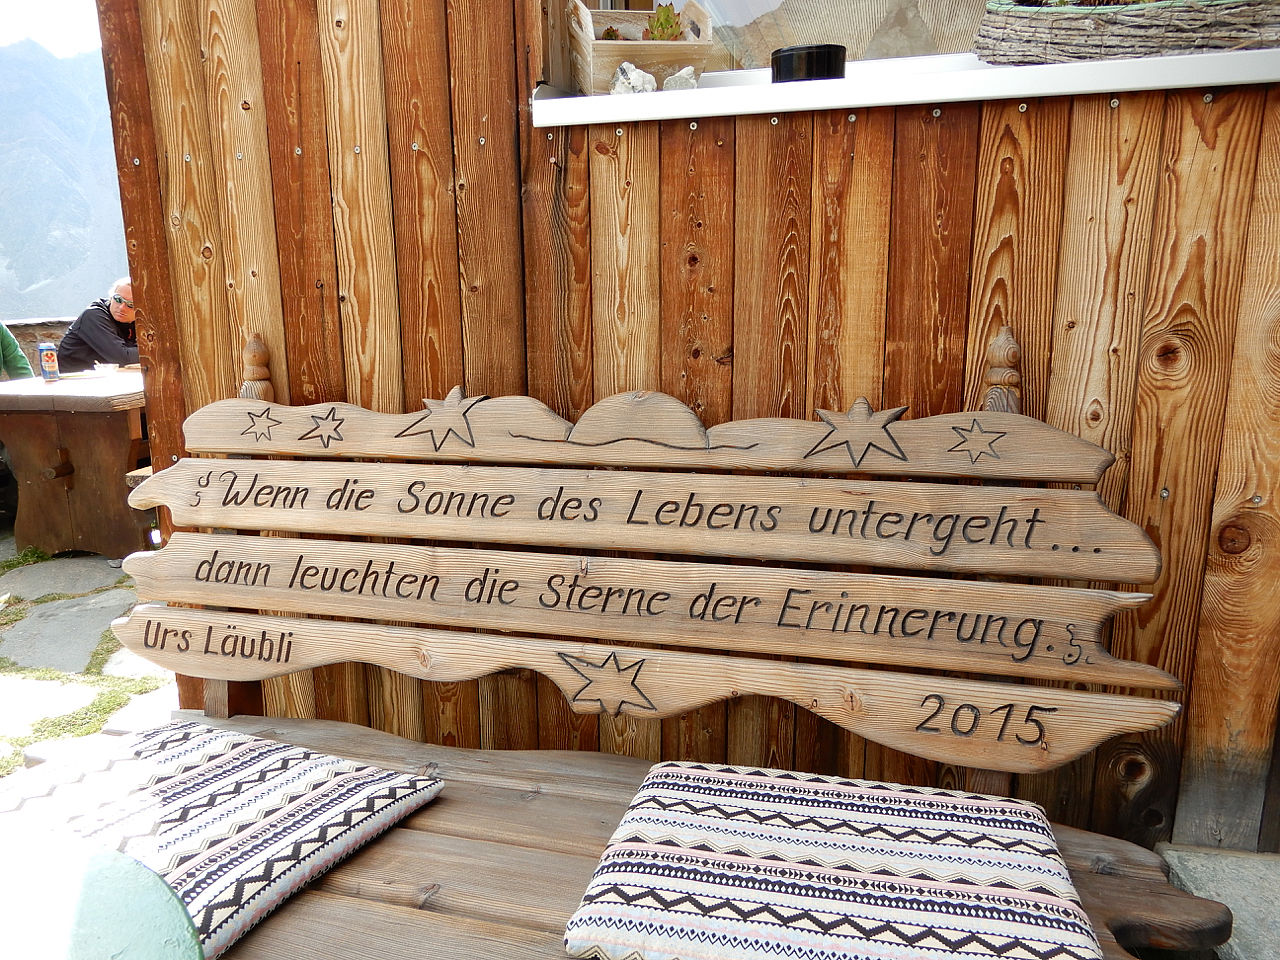 Wenn die Sonne des Lebens untergeht...
dann leuchten die Sterne der Erinnerung.
Urs Läubli
2015